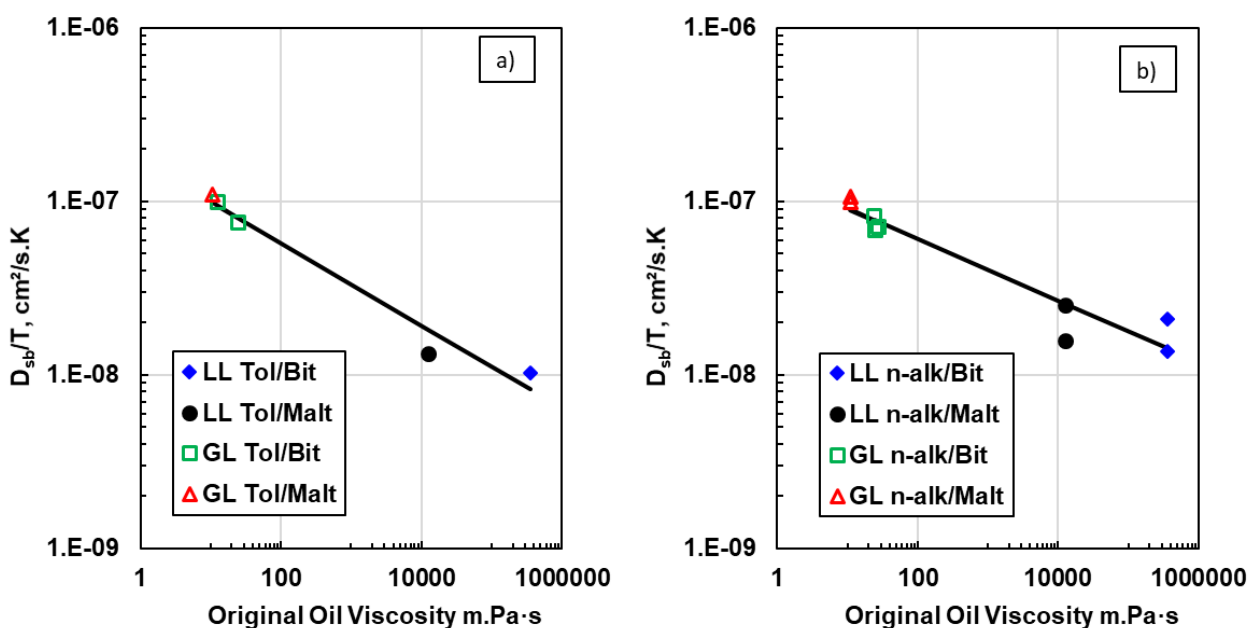 a)
1.E-06
1.E-07
1.E-08
1.E-09
D_sb/T, cm²/s.K
LL Tol/Bit
LL Tol/Malt
GL Tol/Bit
GL Tol/Malt
1 100 10000 1000000
Original Oil Viscosity m.Pa·s
b)
1.E-06
1.E-07
1.E-08
1.E-09
D_sb/T, cm²/s.K
LL n-alk/Bit
LL n-alk/Malt
GL n-alk/Bit
GL n-alk/Malt
1 100 10000 1000000
Original Oil Viscosity m.Pa·s